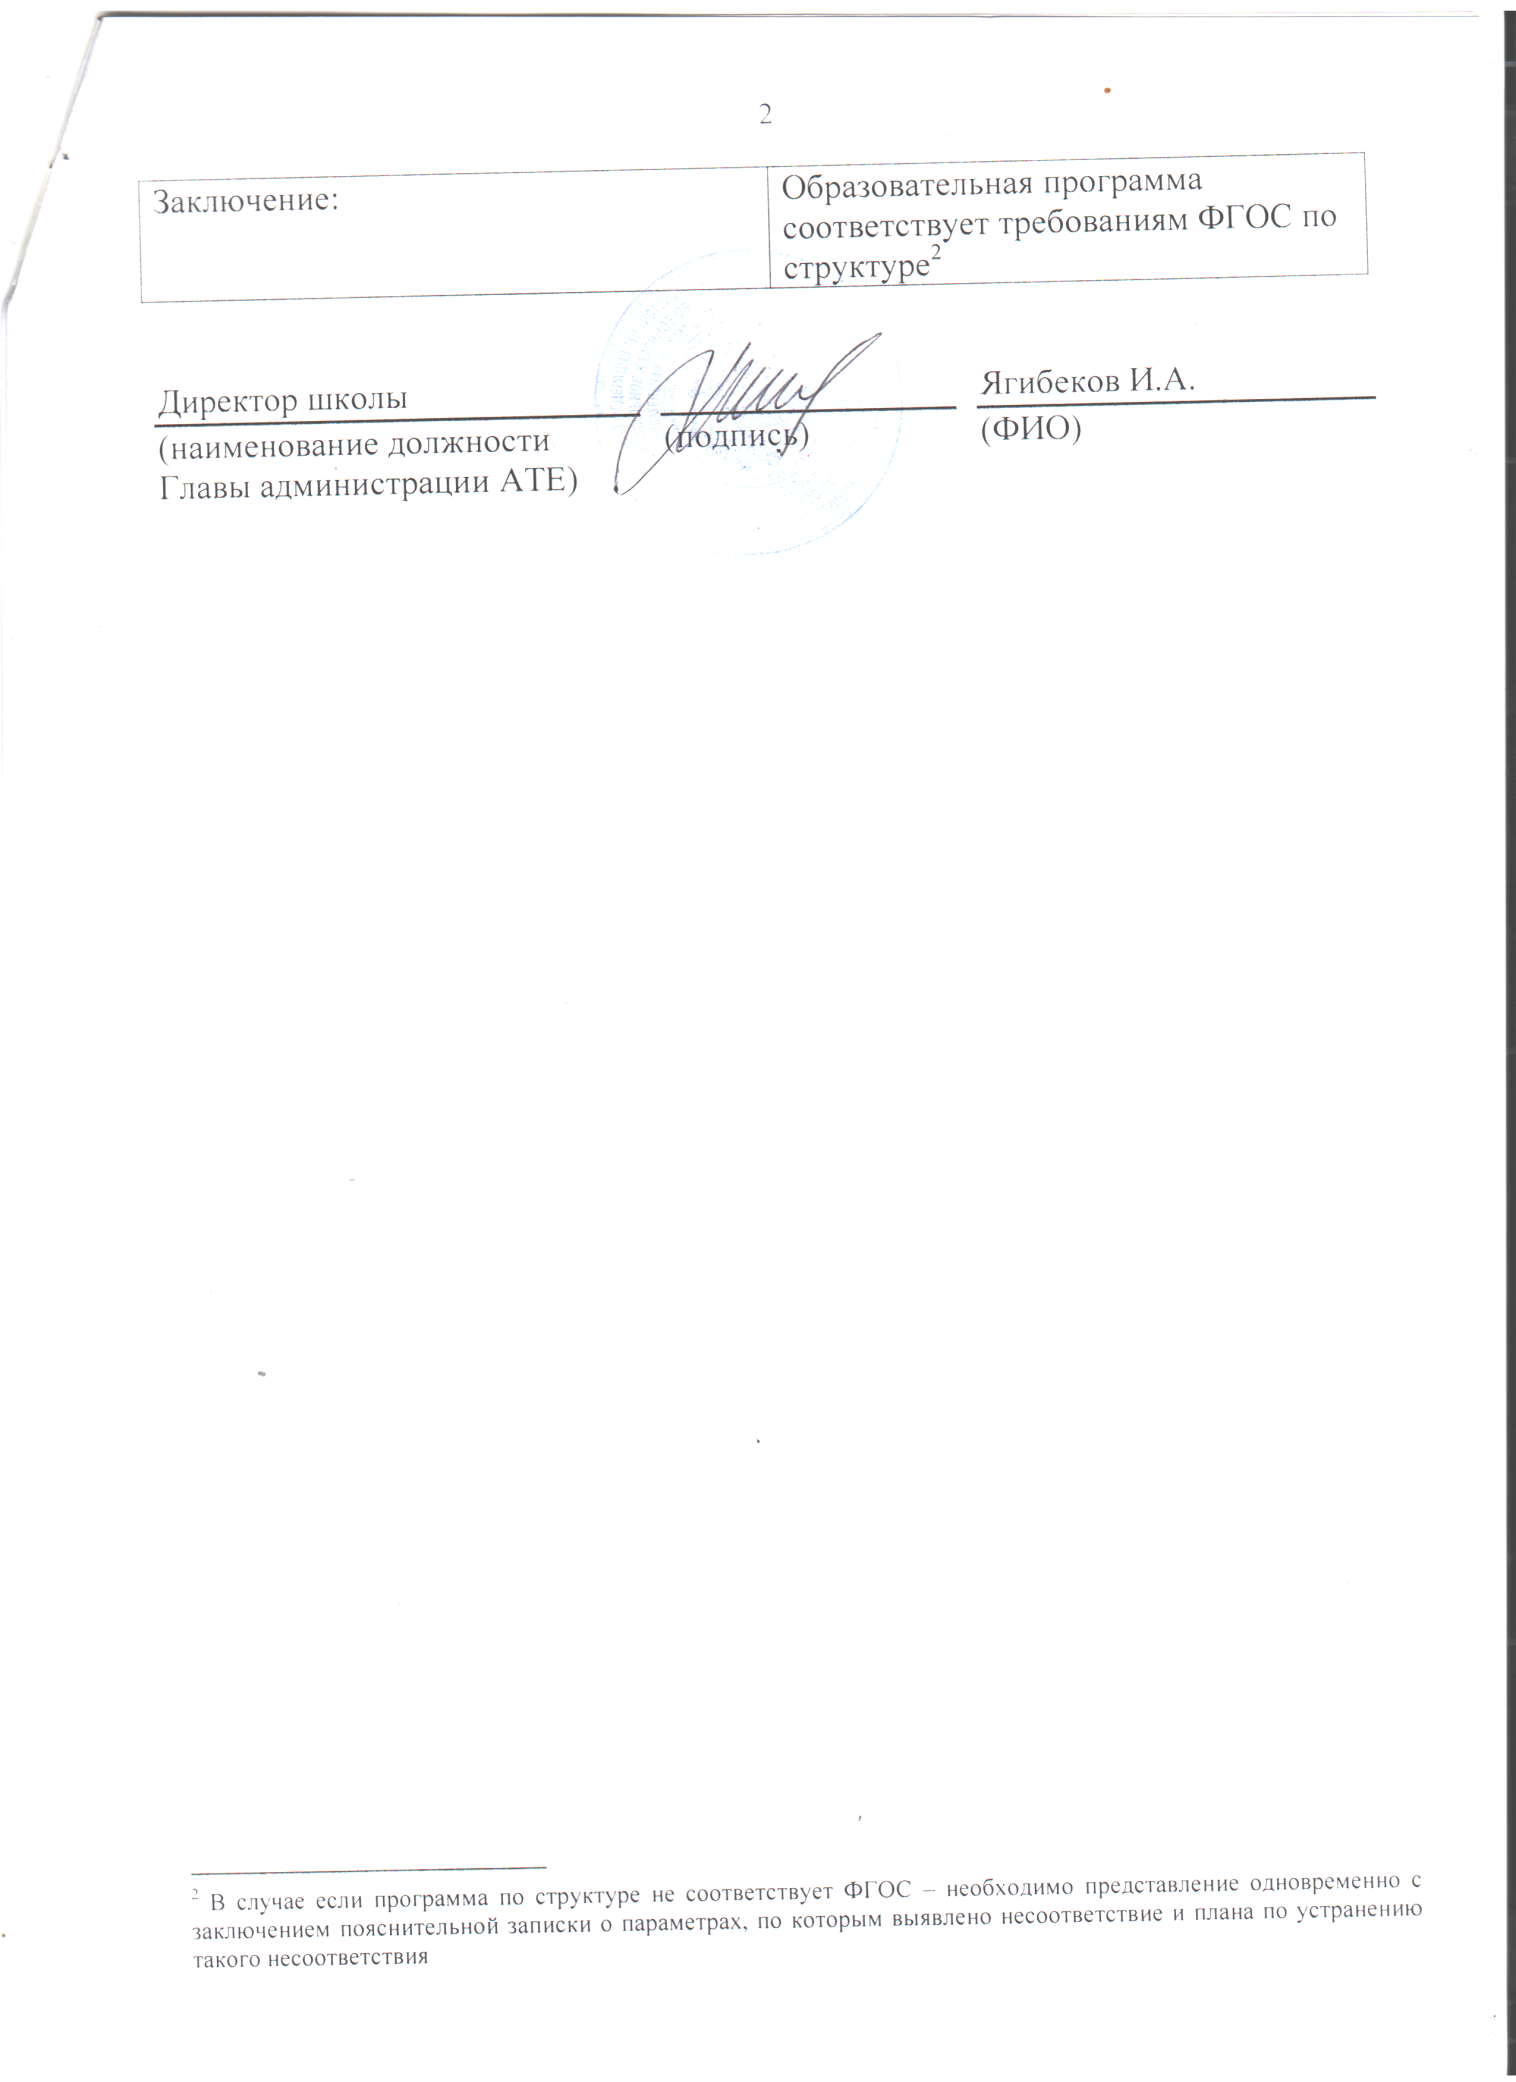 2
Заключение:
Образовательная программа
соответствует требованиям ФГОС по
структуре2
Директор школы
Ягибеков И.А.
(наименование должности
(подпись)
(ФИО)
Главы администрации АТЕ)
2 В случае если программа по структуре не соответствует ФГОС – необходимо представление одновременно с
заключением пояснительной записки о параметрах, по которым выявлено несоответствие и плана по устранению
такого несоответствия